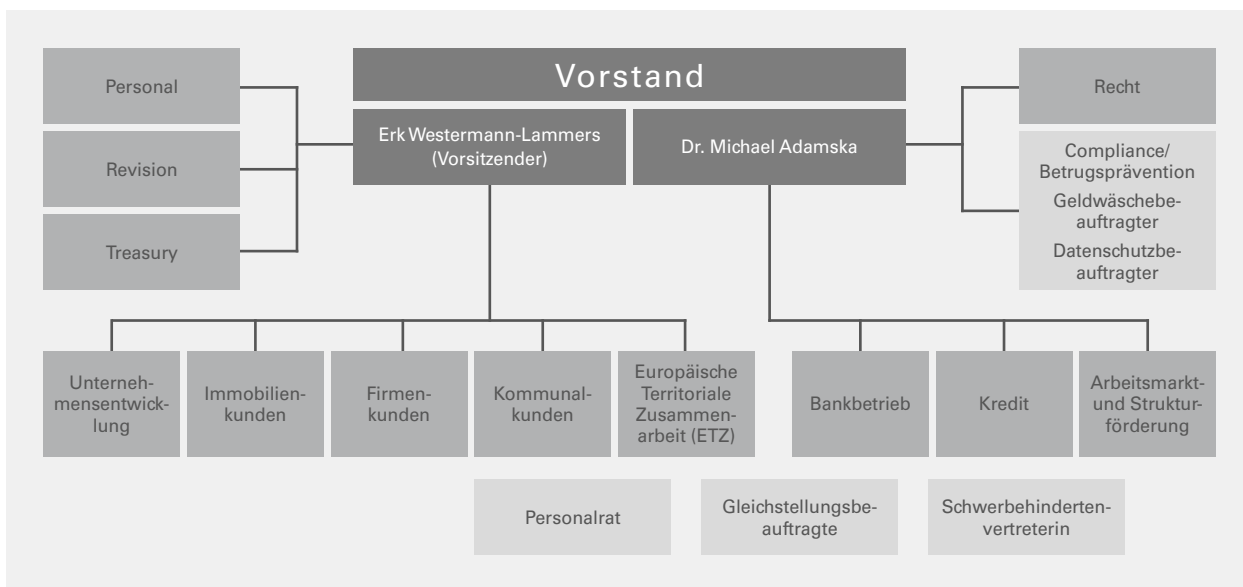 Vorstand
Personal
Revision
Treasury
Erk Westermann-Lammers
(Vorsitzender)
Dr. Michael Adamska
Recht
Compliance/
Betrugsprävention
Geldwäschebe-
auftragter
Datenschutzbe-
auftragter
Unterneh-
mensentwick-
lung
Immobilien-
kunden
Firmen-
kunden
Kommunal-
kunden
Europäische
Territoriale
Zusammen-
arbeit (ETZ)
Bankbetrieb
Kredit
Arbeitsmarkt-
und Struktur-
förderung
Personalrat
Gleichstellungsbe-
auftragte
Schwerbehinderten-
vertreterin